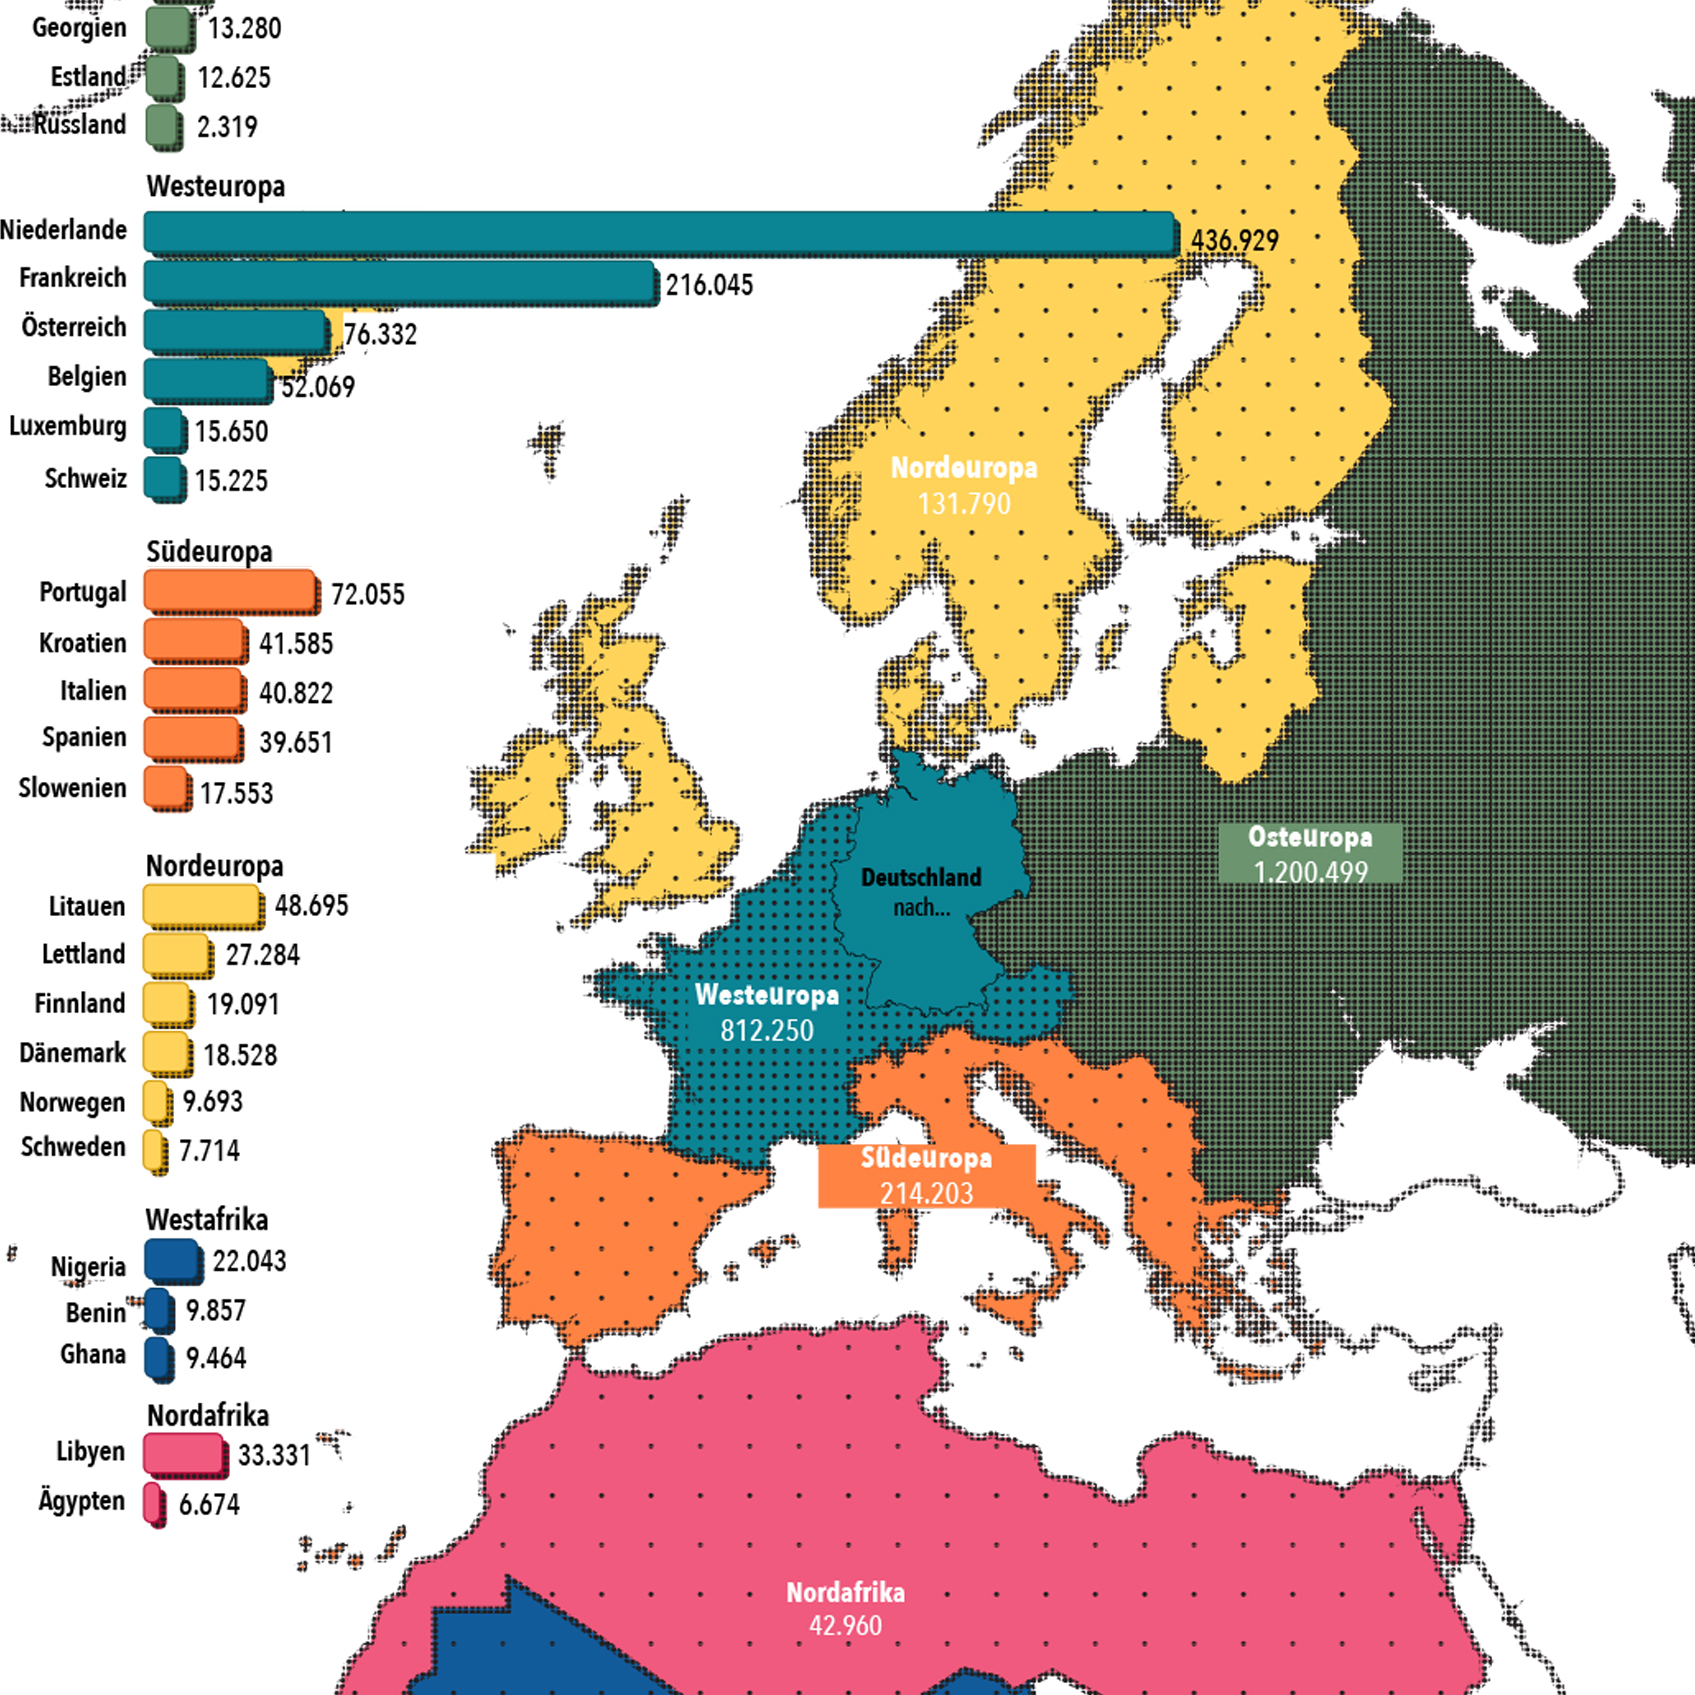 Georgien 13.280
Estland 12.625
Russland 2.319
Westeuropa
Niederlande 436.929
Frankreich 216.045
Österreich 76.332
Belgien 52.069
Luxemburg 15.650
Schweiz 15.225
Südeuropa
Portugal 72.055
Kroatien 41.585
Italien 40.822
Spanien 39.651
Slowenien 17.553
Nordeuropa
Litauen 48.695
Lettland 27.284
Finnland 19.091
Dänemark 18.528
Norwegen 9.693
Schweden 7.714
Westafrika
Nigeria 22.043
Benin 9.857
Ghana 9.464
Nordafrika
Libyen 33.331
Ägypten 6.674
Nordeuropa
131.790
Osteuropa
1.200.499
Deutschland
nach...
Westeuropa
812.250
Südeuropa
214.203
Nordafrika
42.960